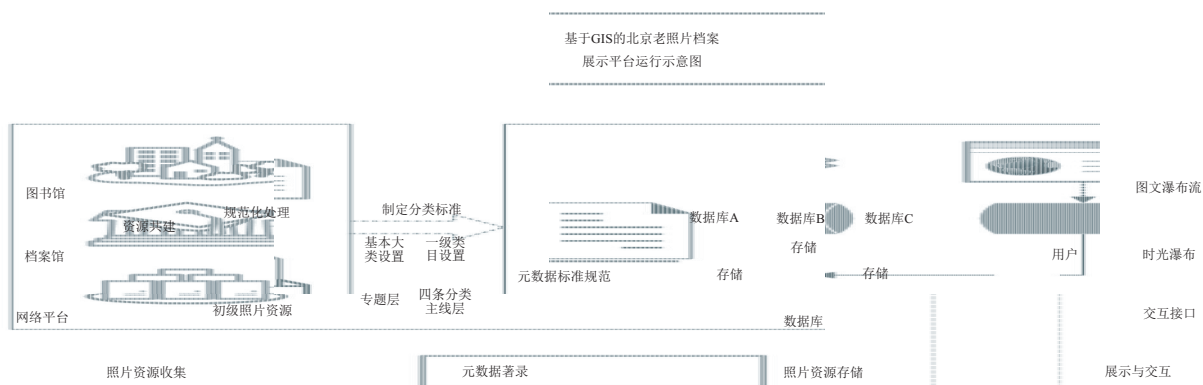 基于GIS的北京老照片档案
展示平台运行示意图
图书馆
规范化处理
资源共建
档案馆
初级照片资源
网络平台
照片资源收集
制定分类标准
基本大
类设置
一级类
目设置
专题层
四条分类
主线层
元数据标准规范
元数据著录
数据库A
数据库B
数据库C
存储
存储
存储
数据库
照片资源存储
用户
图文瀑布流
时光瀑布
交互接口
展示与交互